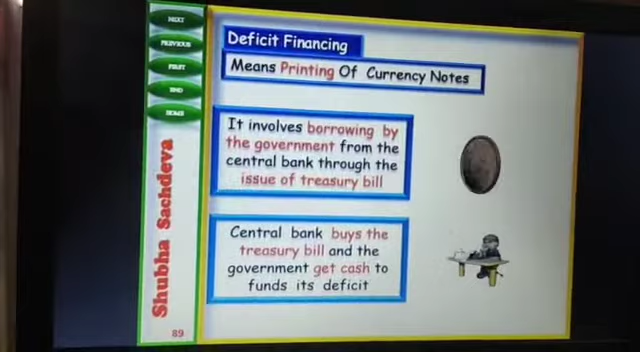 NEXT
PREVIOUS
FIRST
END
HOME
Shubha Sachdeva
89
Deficit Financing
Means Printing Of Currency Notes
It involves borrowing by
the government from the
central bank through the
issue of treasury bill
Central bank buys the
treasury bill and the
government get cash to
funds its deficit